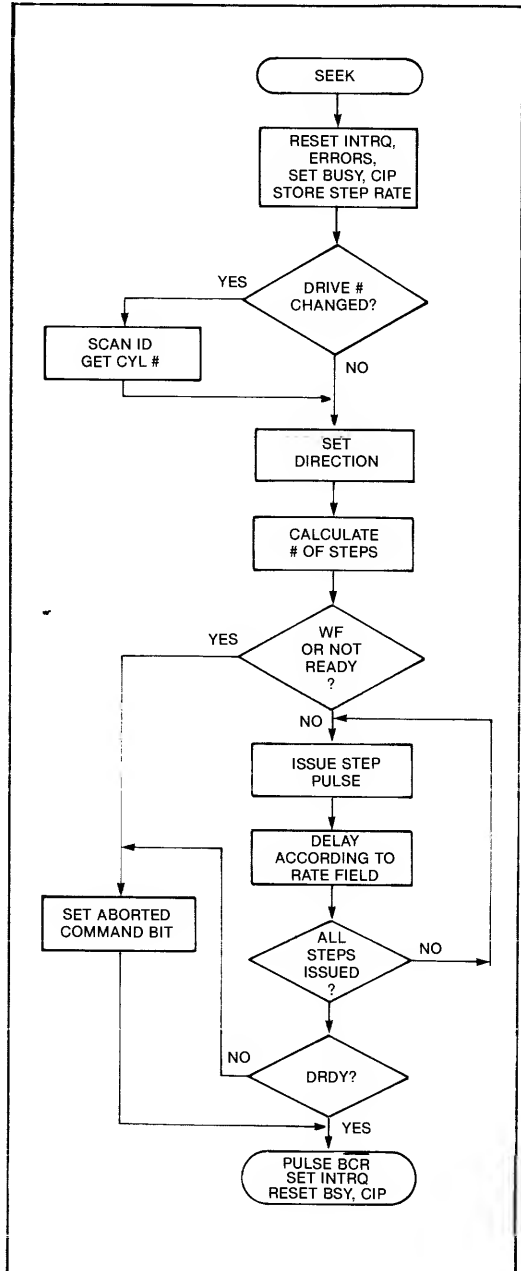 SEEK
RESET INTRQ,
ERRORS,
SET BUSY, CIP
STORE STEP RATE
YES
DRIVE #
CHANGED?
SCAN ID
GET CYL #
NO
SET
DIRECTION
CALCULATE
# OF STEPS
YES
WF
OR NOT
READY
?
NO
ISSUE STEP
PULSE
DELAY
ACCORDING TO
RATE FIELD
SET ABORTED
COMMAND BIT
ALL
STEPS
ISSUED
?
NO
NO
DRDY?
YES
PULSE BCR
SET INTRQ
RESET BSY, CIP